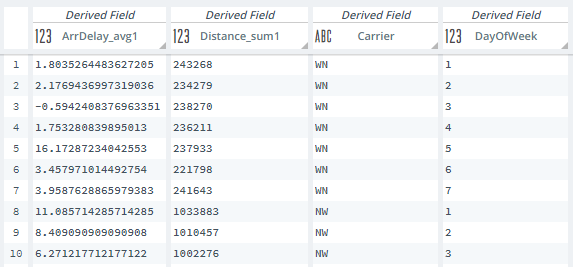 Derived Field Derived Field Derived Field Derived Field
123 ArrDelay_avg1 123 Distance_sum1 ABC Carrier 123 DayOfWeek
1 1.8035264483627205 243268 WN 1
2 2.1769436997319036 234279 WN 2
3 -0.5942408376963351 238270 WN 3
4 1.753280839895013 236211 WN 4
5 16.17287234042553 237933 WN 5
6 3.457971014492754 221798 WN 6
7 3.9587628865979383 241643 WN 7
8 11.085714285714285 1033883 NW 1
9 8.409090909090908 1010457 NW 2
10 6.271217712177122 1002276 NW 3